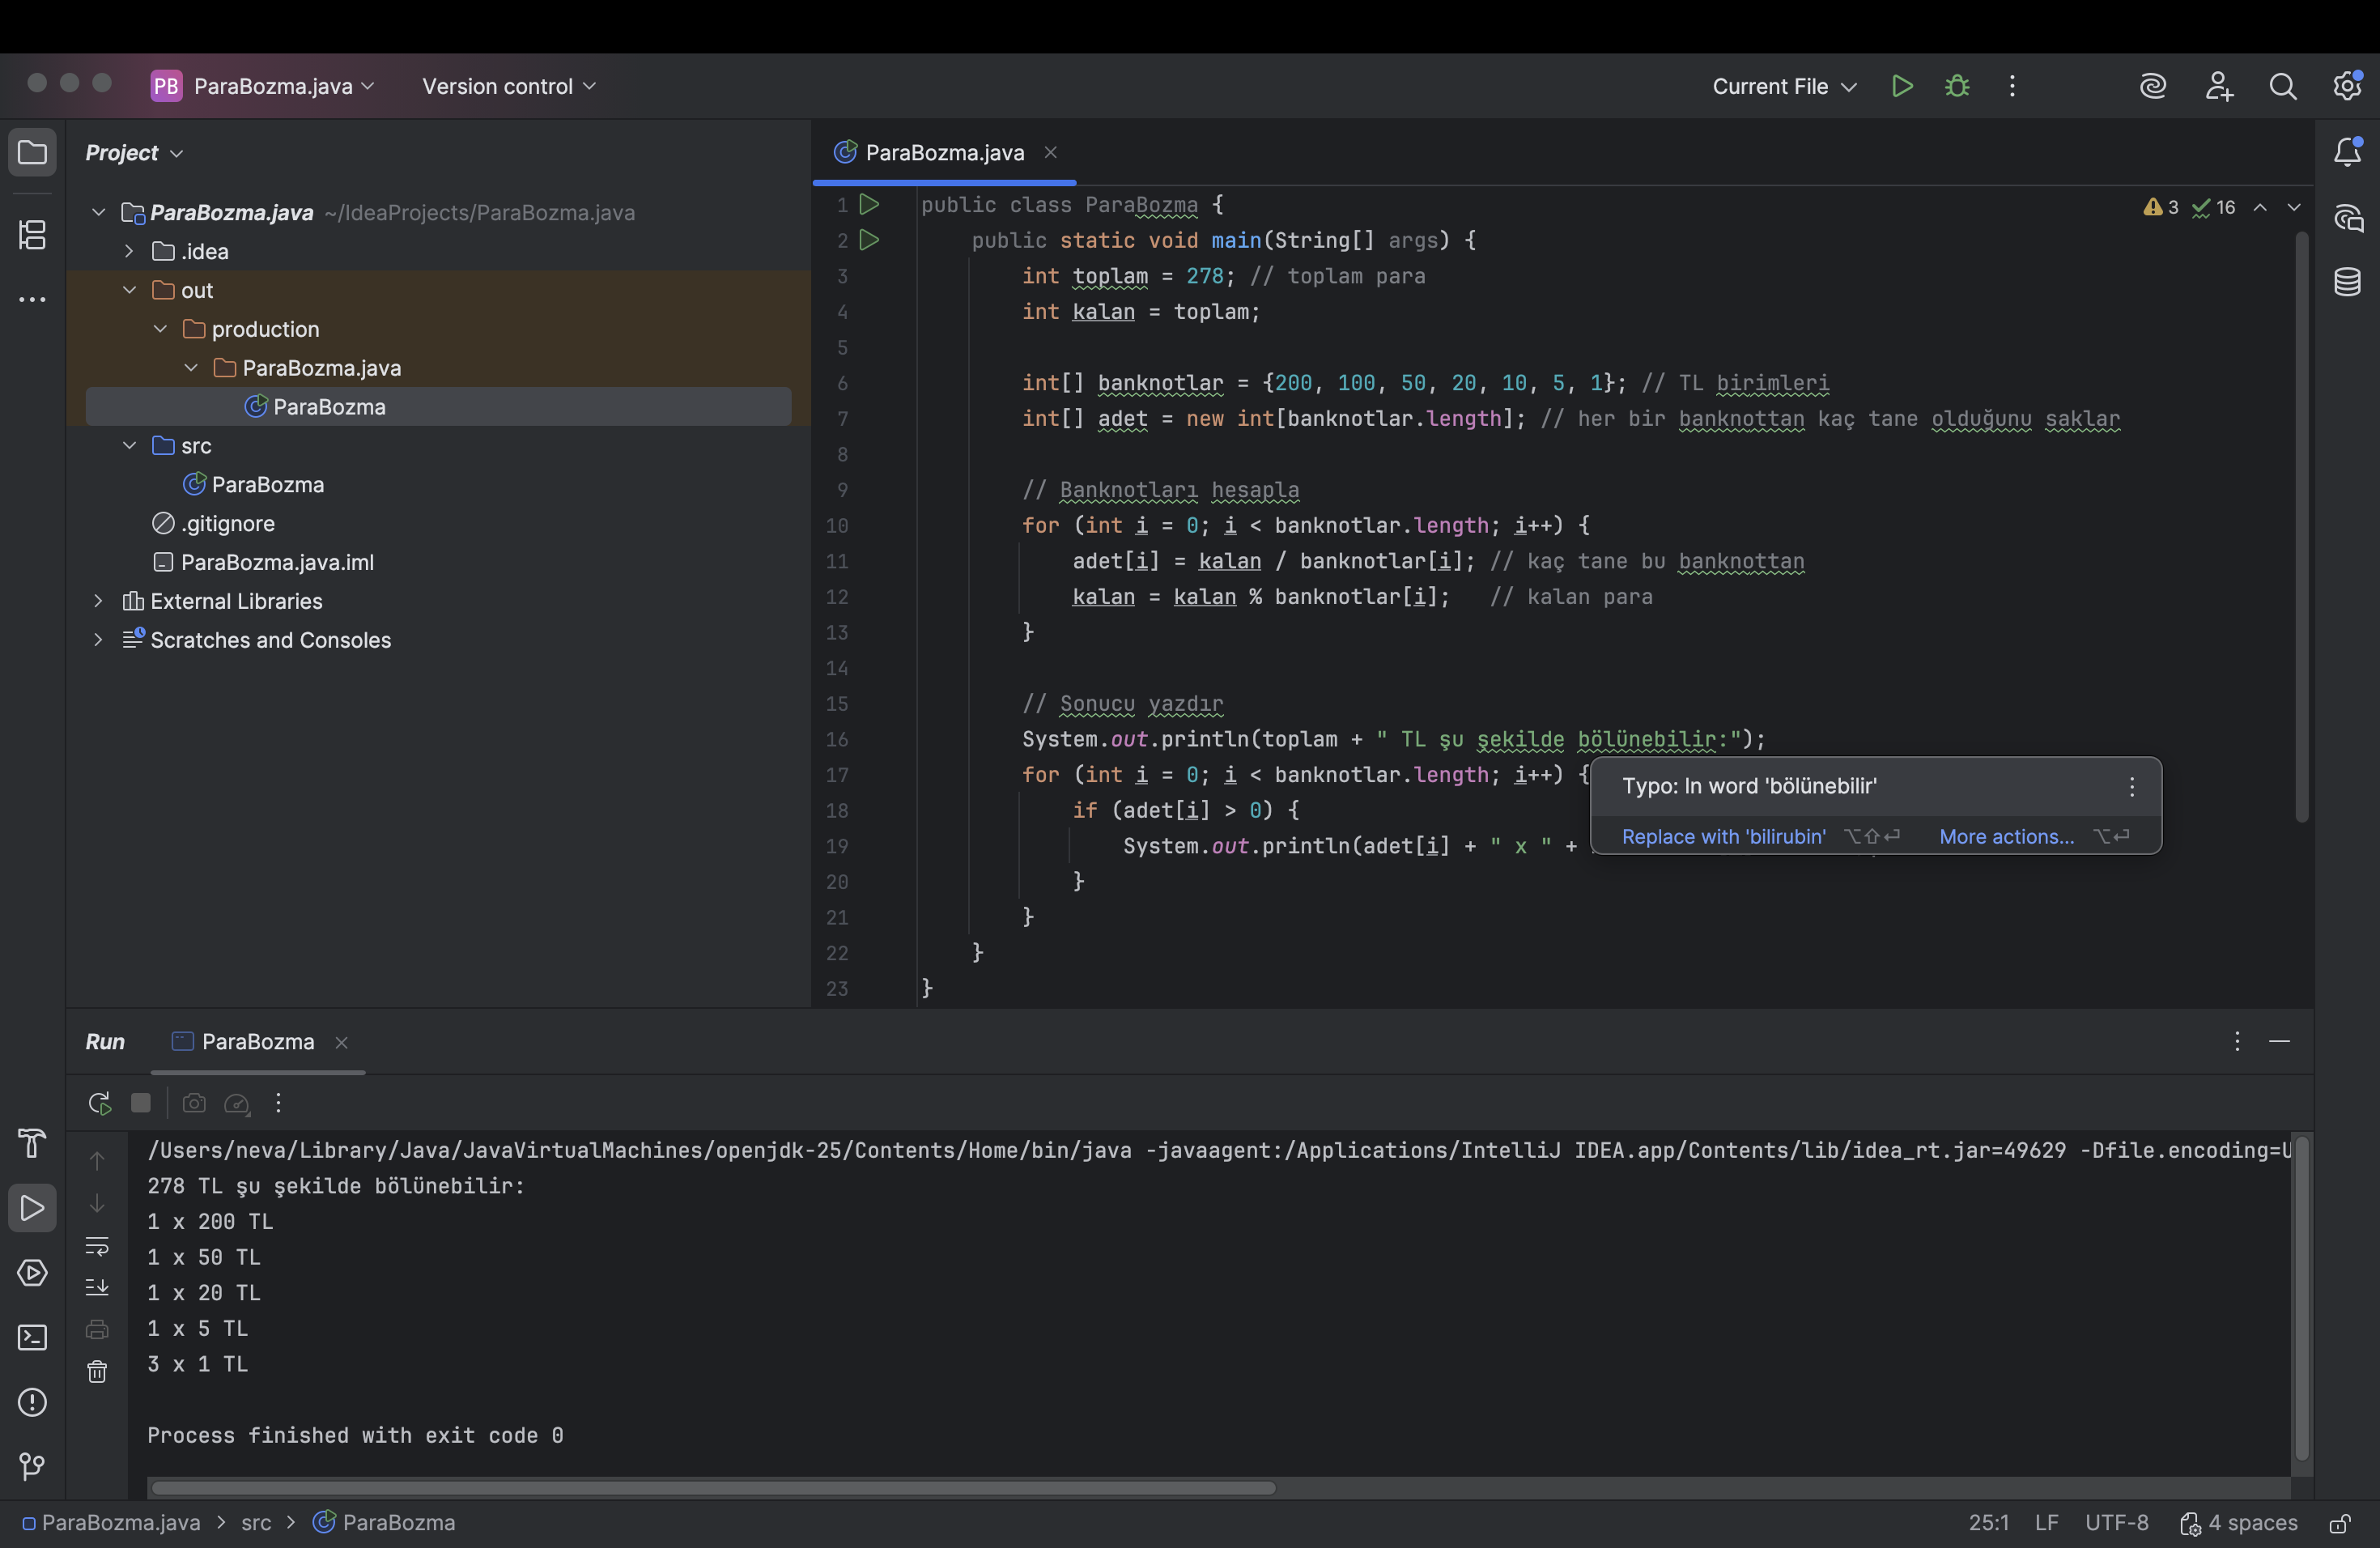 PB ParaBozma.java Version control Current File
Project
ParaBozma.java ~/IdeaProjects/ParaBozma.java
.idea
out
production
ParaBozma.java
ParaBozma
src
ParaBozma
.gitignore
ParaBozma.java.iml
External Libraries
Scratches and Consoles
ParaBozma.java
3 16
1 public class ParaBozma {
2 public static void main(String[] args) {
3 int toplam = 278; // toplam para
4 int kalan = toplam;
5
6 int[] banknotlar = {200, 100, 50, 20, 10, 5, 1}; // TL birimleri
7 int[] adet = new int[banknotlar.length]; // her bir banknottan kaç tane olduğunu saklar
8
9 // Banknotları hesapla
10 for (int i = 0; i < banknotlar.length; i++) {
11 adet[i] = kalan / banknotlar[i]; // kaç tane bu banknottan
12 kalan = kalan % banknotlar[i]; // kalan para
13 }
14
15 // Sonucu yazdır
16 System.out.println(toplam + " TL şu şekilde bölünebilir:");
17 for (int i = 0; i < banknotlar.length; i++) {
18 if (adet[i] > 0) {
19 System.out.println(adet[i] + " x " +
20 }
21 }
22 }
23 }
Typo: In word 'bölünebilir'
Replace with 'bilirubin' ⌥⇧⏎ More actions... ⌥⏎
Run ParaBozma
/Users/neva/Library/Java/JavaVirtualMachines/openjdk-25/Contents/Home/bin/java -javaagent:/Applications/IntelliJ IDEA.app/Contents/lib/idea_rt.jar=49629 -Dfile.encoding=U
278 TL şu şekilde bölünebilir:
1 x 200 TL
1 x 50 TL
1 x 20 TL
1 x 5 TL
3 x 1 TL
Process finished with exit code 0
ParaBozma.java > src > ParaBozma 25:1 LF UTF-8 4 spaces